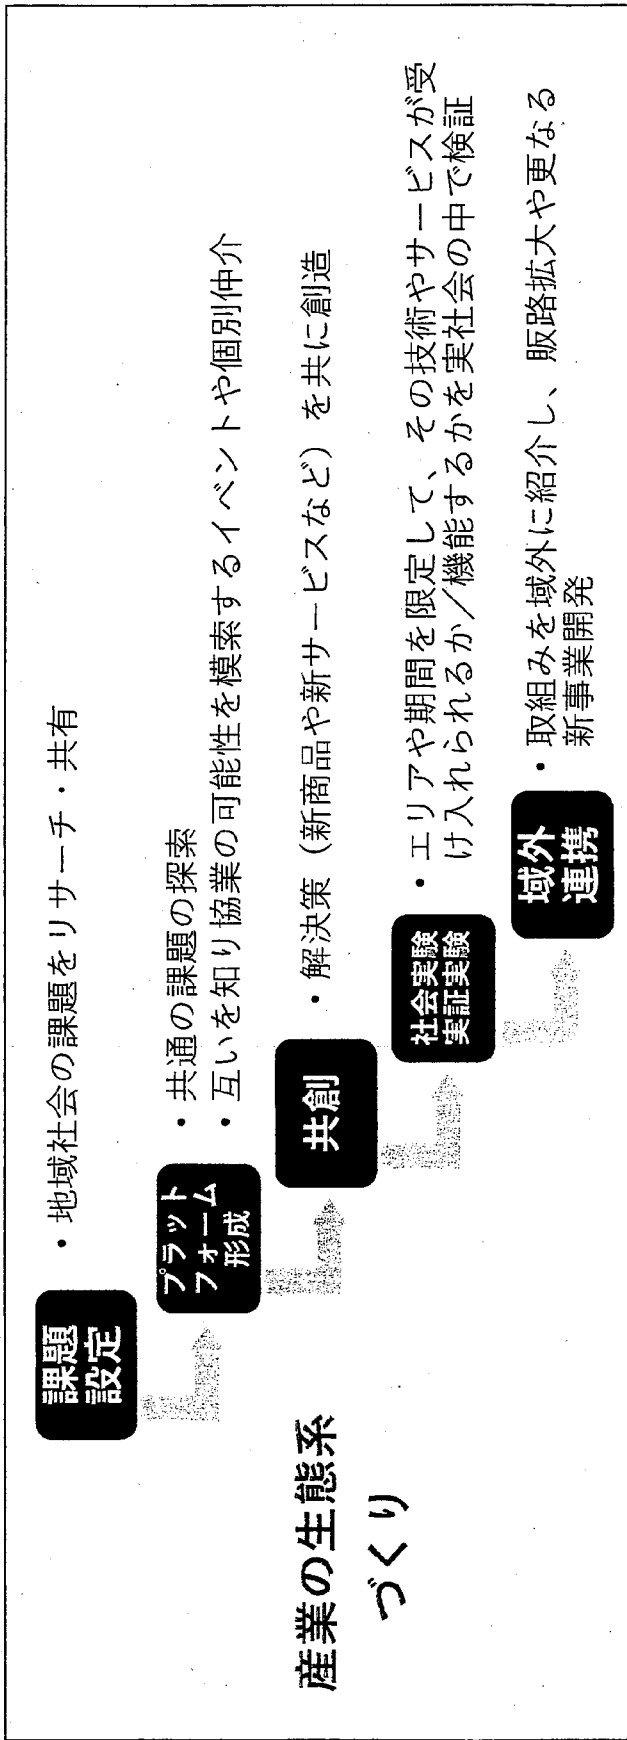 課題
設定
・地域社会の課題をリサーチ・共有
プラット
フォーム
形成
・共通の課題の探索
・互いを知り協業の可能性を模索するイベントや個別仲介
共創
・解決策（新商品や新サービスなど）を共に創造
社会実験
実証実験
・エリアや期間を限定して、その技術やサービスが受
け入れられるか／機能するかを実社会の中で検証
域外
連携
・取組みを域外に紹介し、販路拡大や更なる
新事業開発
産業の生態系
づくり